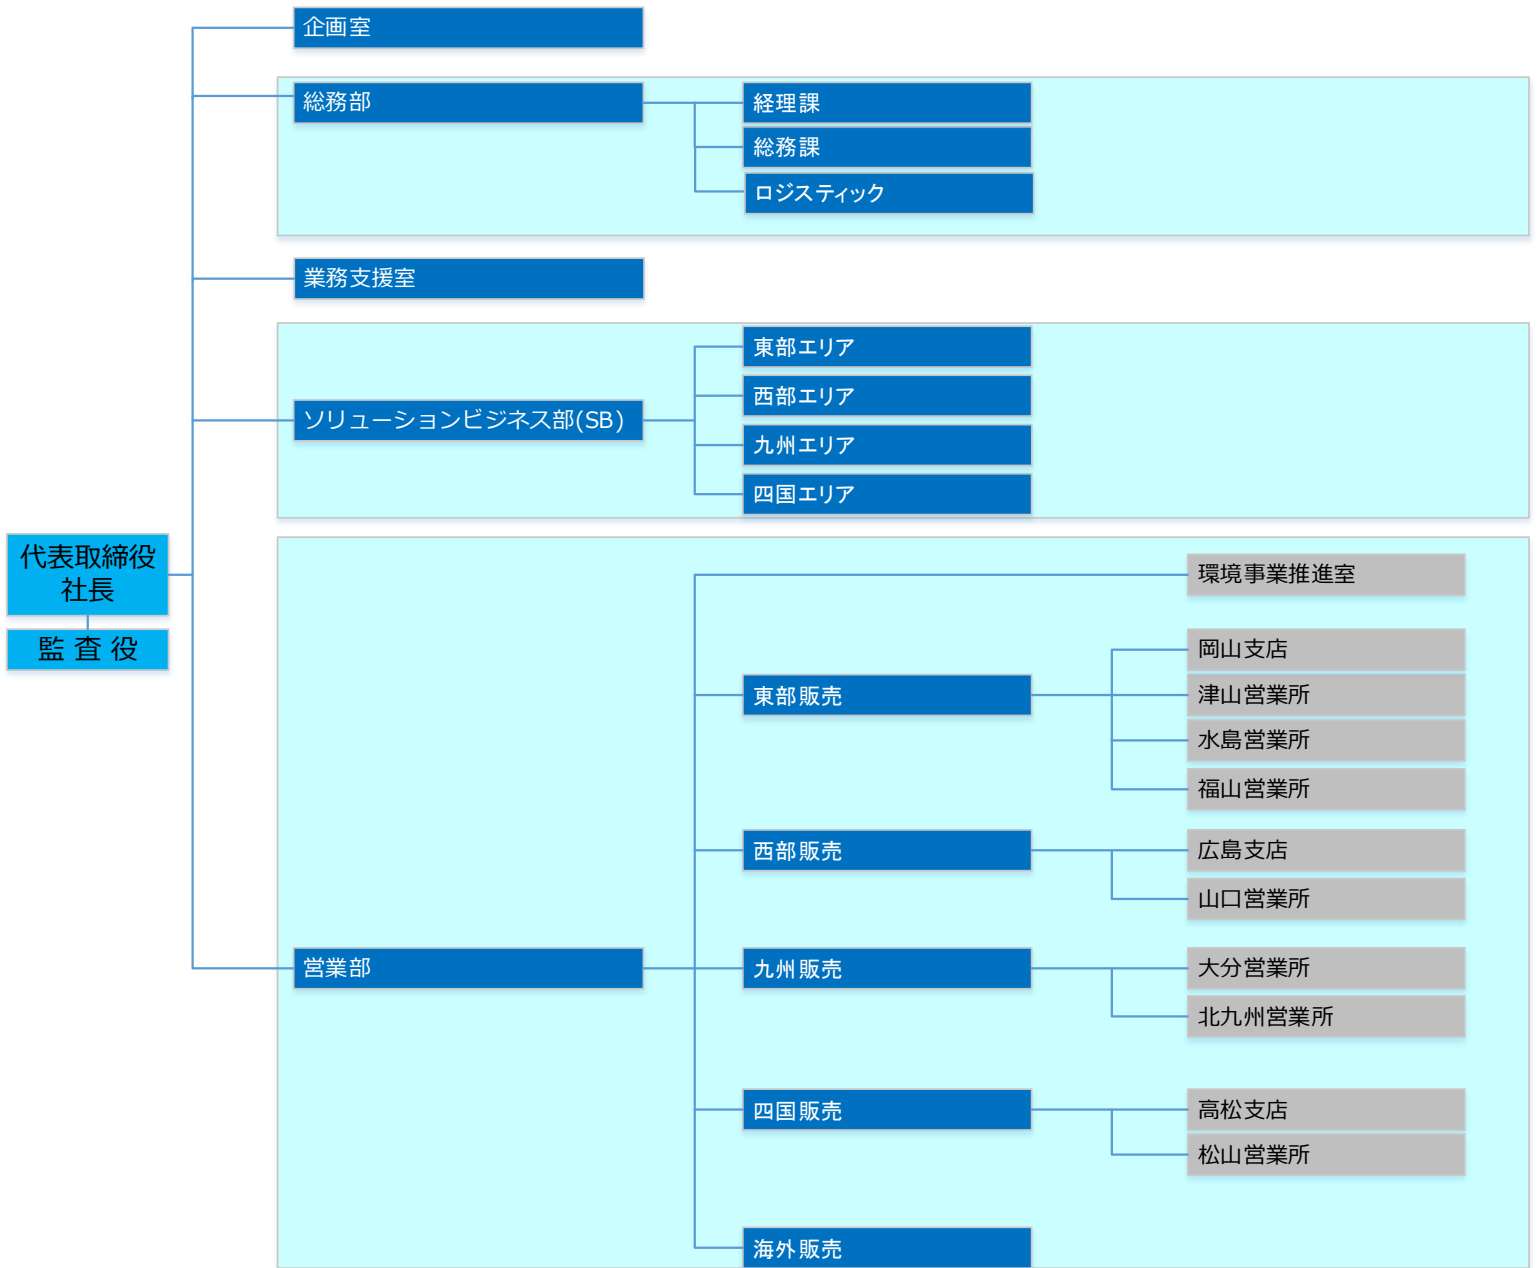 企画室
総務部
経理課
総務課
ロジスティック
業務支援室
ソリューションビジネス部(SB)
東部エリア
西部エリア
九州エリア
四国エリア
代表取締役
社長
監 査 役
営業部
環境事業推進室
東部販売
岡山支店
津山営業所
水島営業所
福山営業所
西部販売
広島支店
山口営業所
九州販売
大分営業所
北九州営業所
四国販売
高松支店
松山営業所
海外販売